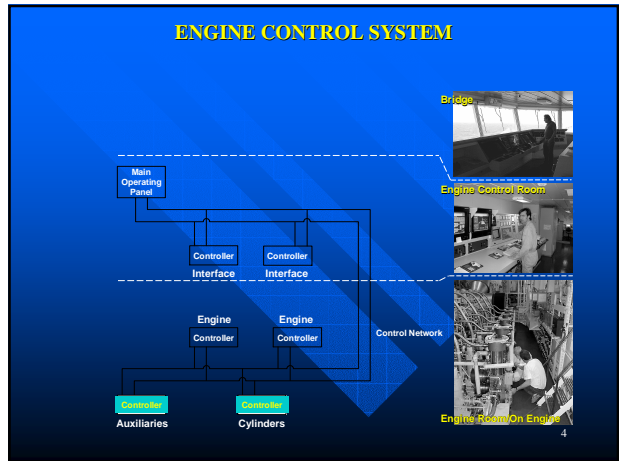 ENGINE CONTROL SYSTEM
Bridge
Main
Operating
Panel
Engine Control Room
Controller
Controller
Interface
Interface
Engine
Engine
Controller
Controller
Control Network
Controller
Controller
Auxiliaries
Cylinders
Engine Room/On Engine
4